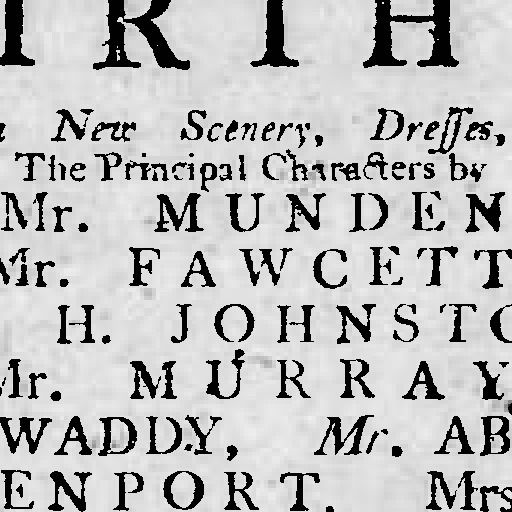 IRTH
New Scenery, Dreſſes,
The Principal Characters by
Mr. MUNDEN
Mr. FAWCETT
H. JOHNSTO
Mr. MURRAY
WADDY, Mr. AB
ENPORT. Mrs